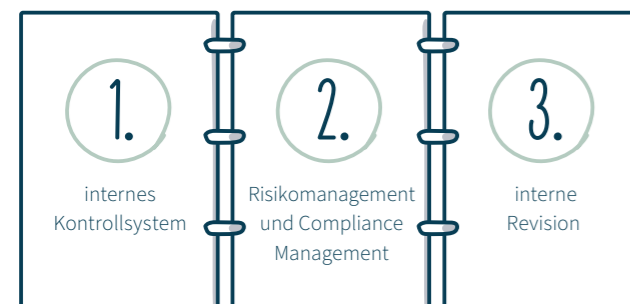 1.
internes
Kontrollsystem
2.
Risikomanagement
und Compliance
Management
3.
interne
Revision